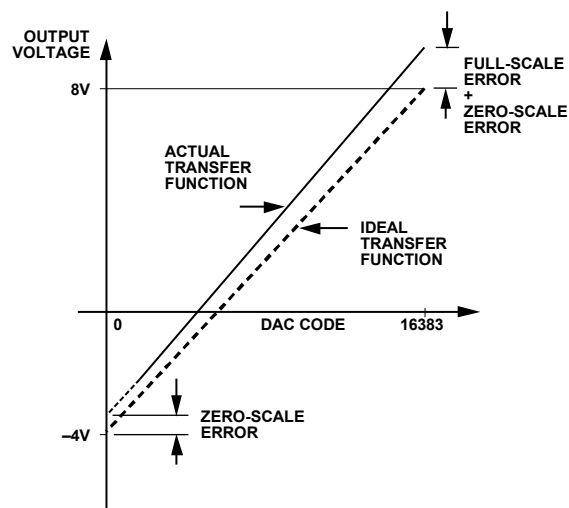 OUTPUT
VOLTAGE
8V
FULL-SCALE
ERROR
+
ZERO-SCALE
ERROR
ACTUAL
TRANSFER
FUNCTION
IDEAL
TRANSFER
FUNCTION
0
DAC CODE
16383
ZERO-SCALE
ERROR
–4V